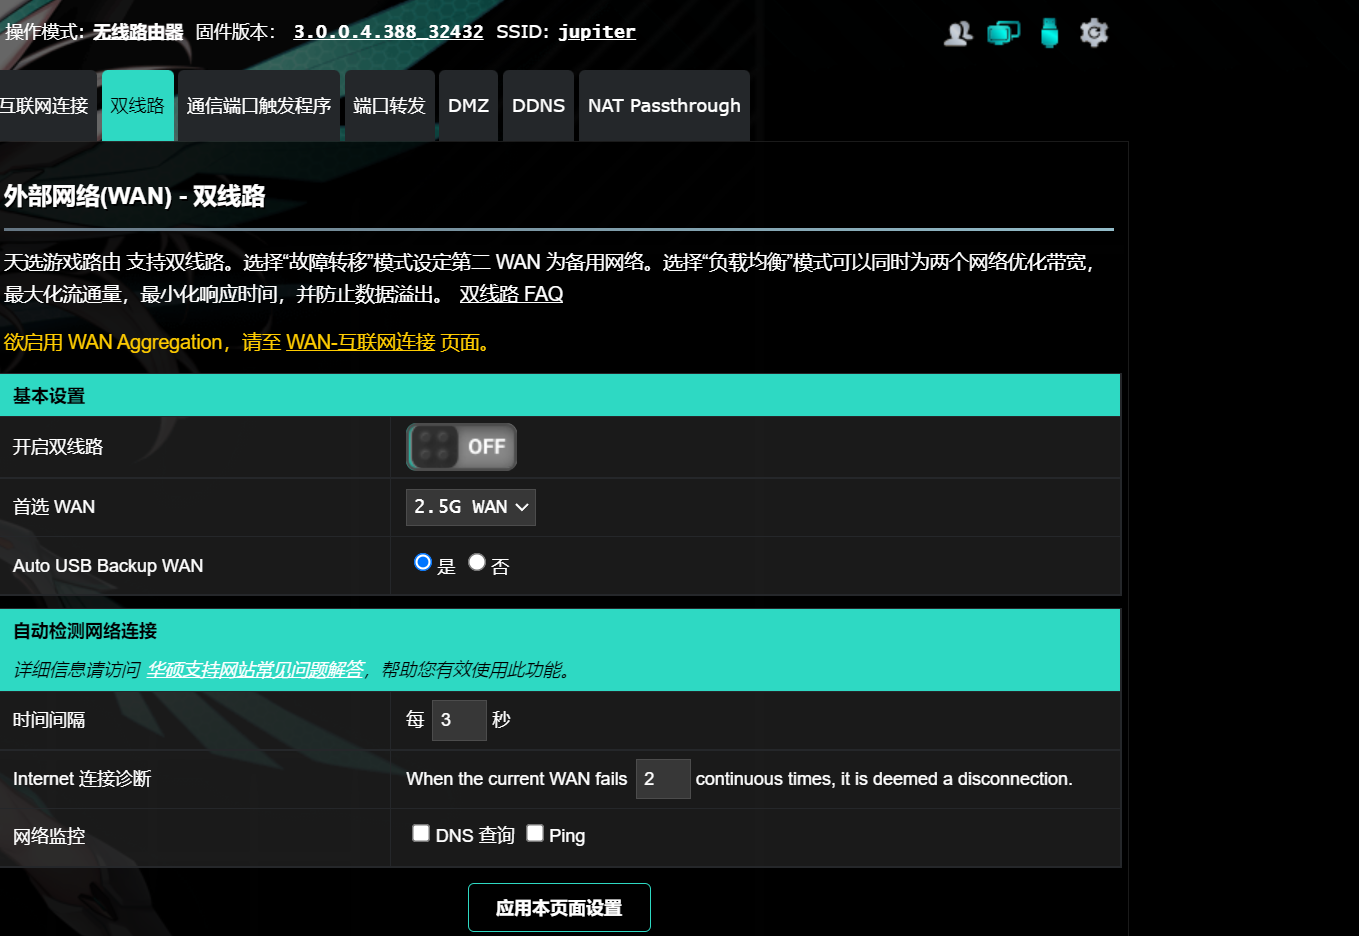 操作模式: 无线路由器 固件版本: 3.0.0.4.388_32432 SSID: jupiter
互联网连接 双线路 通信端口触发程序 端口转发 DMZ DDNS NAT Passthrough
外部网络(WAN) - 双线路
天选游戏路由 支持双线路。选择“故障转移”模式设定第二 WAN 为备用网络。选择“负载均衡”模式可以同时为两个网络优化带宽，
最大化流通量，最小化响应时间，并防止数据溢出。 双线路 FAQ
欲启用 WAN Aggregation，请至 WAN-互联网连接 页面。
基本设置
开启双线路 OFF
首选 WAN 2.5G WAN
Auto USB Backup WAN 是 否
自动检测网络连接
详细信息请访问 华硕支持网站常见问题解答，帮助您有效使用此功能。
时间间隔 每 3 秒
Internet 连接诊断 When the current WAN fails 2 continuous times, it is deemed a disconnection.
网络监控 DNS 查询 Ping
应用本页面设置